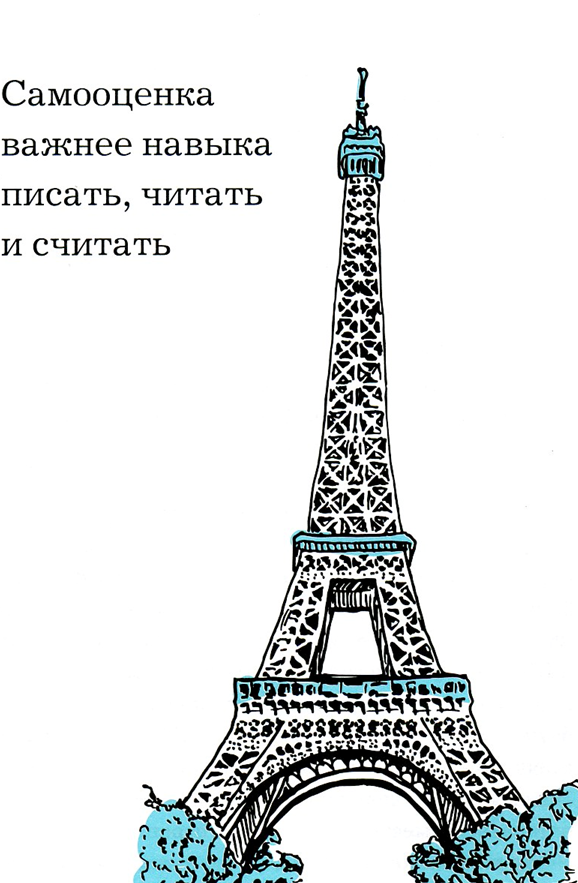 Самооценка
важнее навыка
писать, читать
и считать